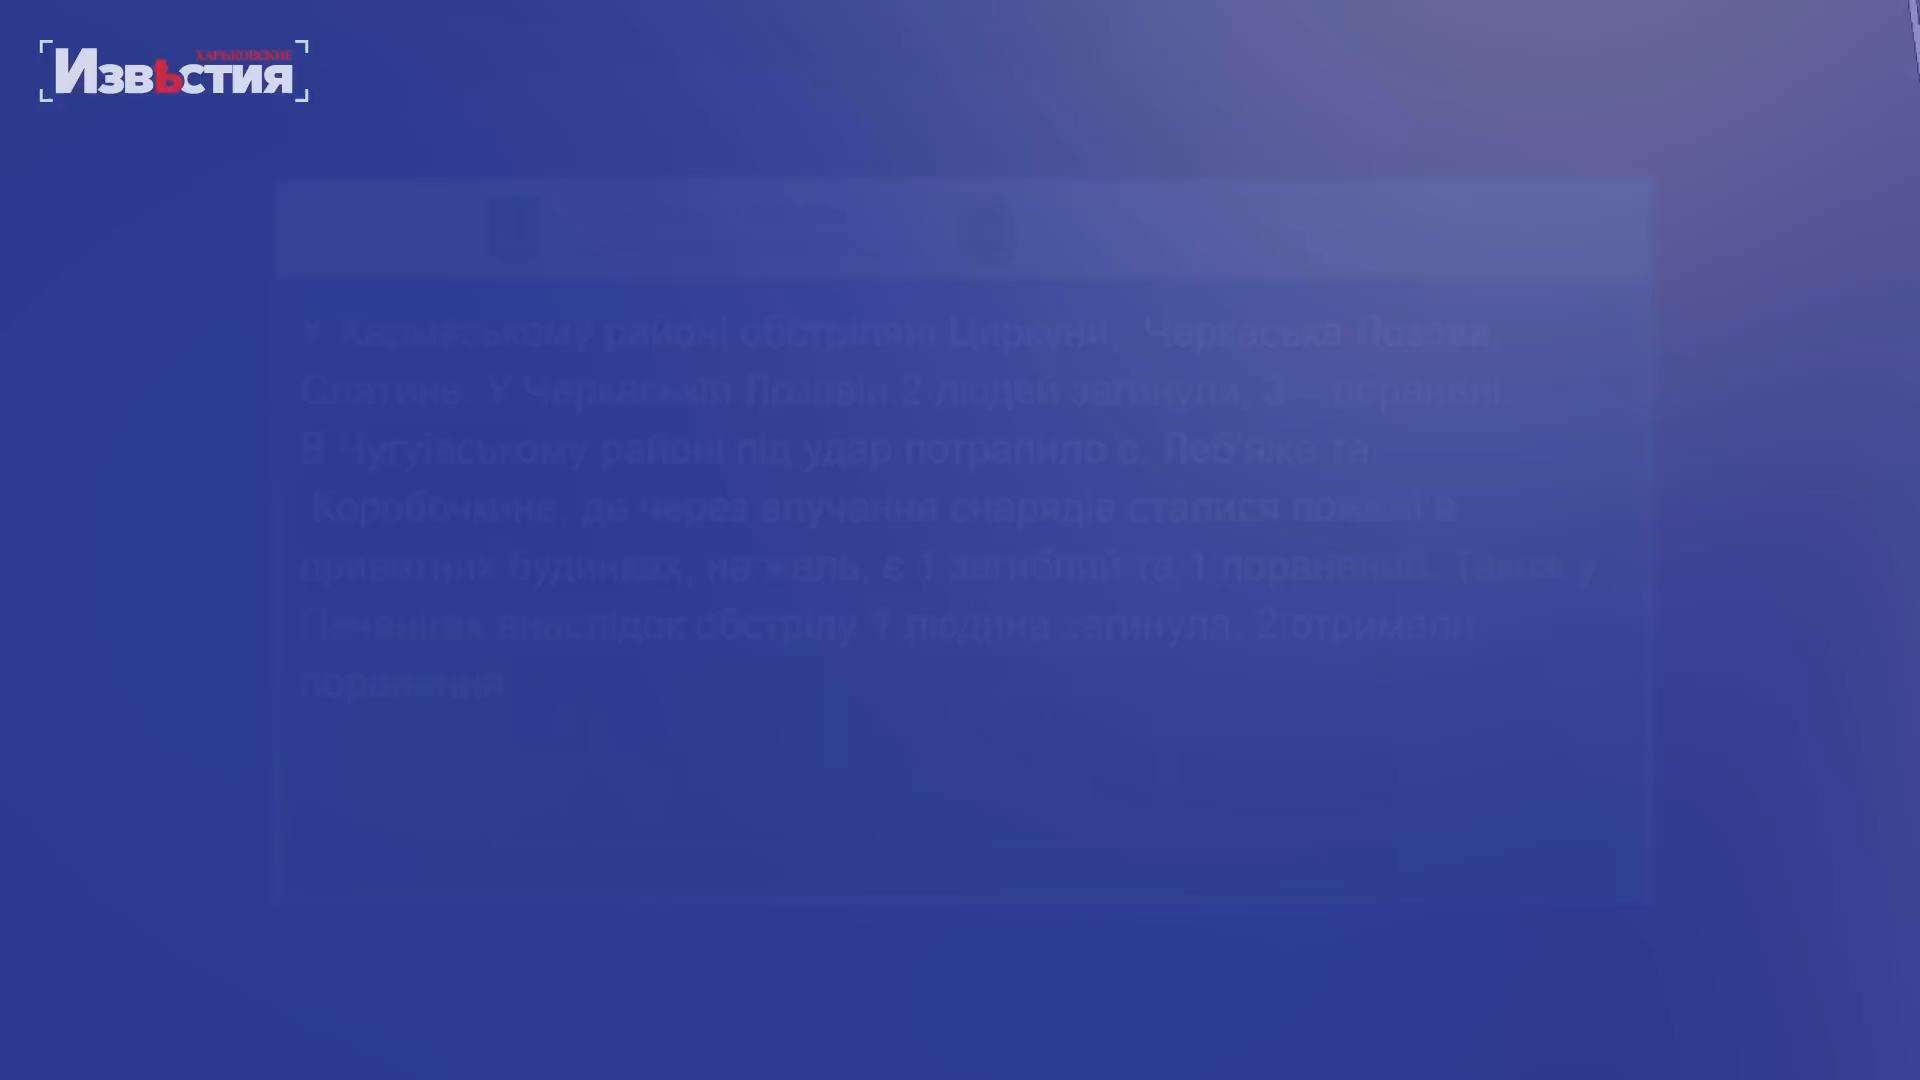 ХАРЬКОВСКИЕ
ИзвѣстиЯ
У Харківському районі обстріляні Циркуни, Черкаська Лозова,
Слатине. У Черкаській Лозовій 2 людей загинули, 3 – поранені.
В Чугуївському районі під удар потрапило с. Леб'яже та
Коробочкине, де через влучання снарядів сталися пожежі в
приватних будинках, на жаль, є 1 загиблий та 1 поранений. Також у
Печенігах внаслідок обстрілу 1 людина загинула, 2 отримали
поранення